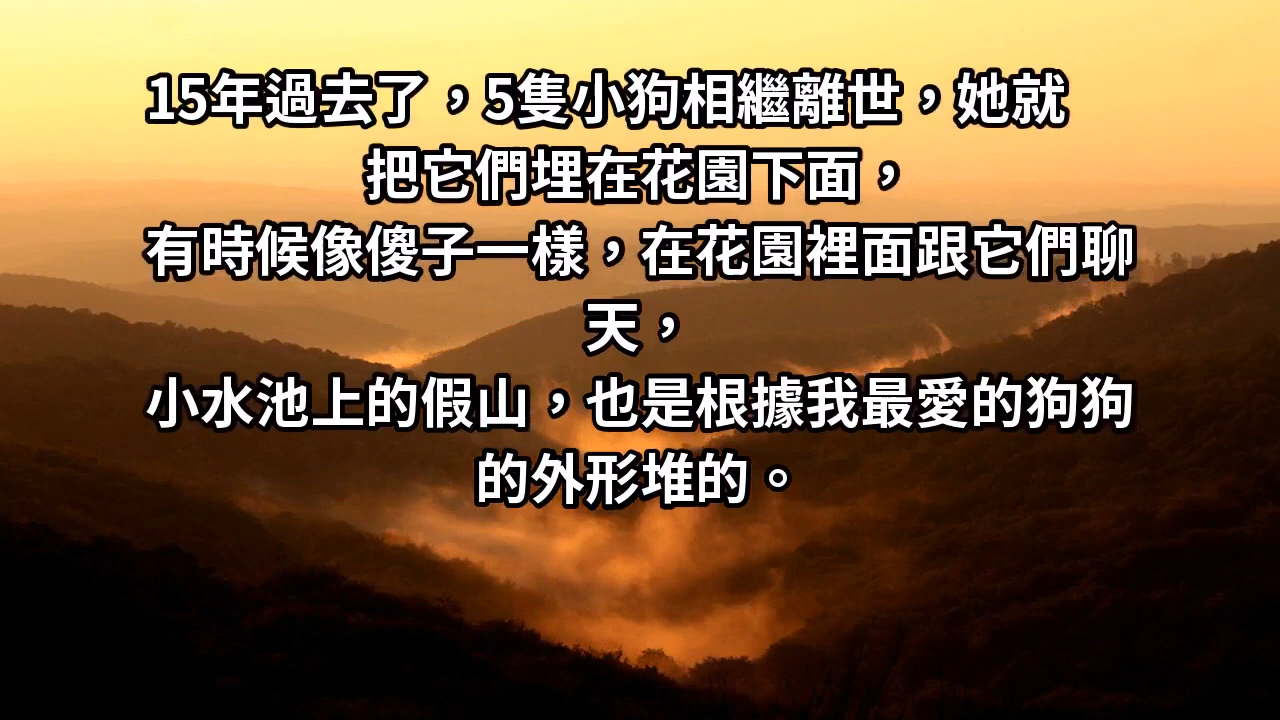 15年過去了，5隻小狗相繼離世，她就
把它們埋在花園下面，
有時候像傻子一樣，在花園裡面跟它們聊
天，
小水池上的假山，也是根據我最愛的狗狗
的外形堆的。